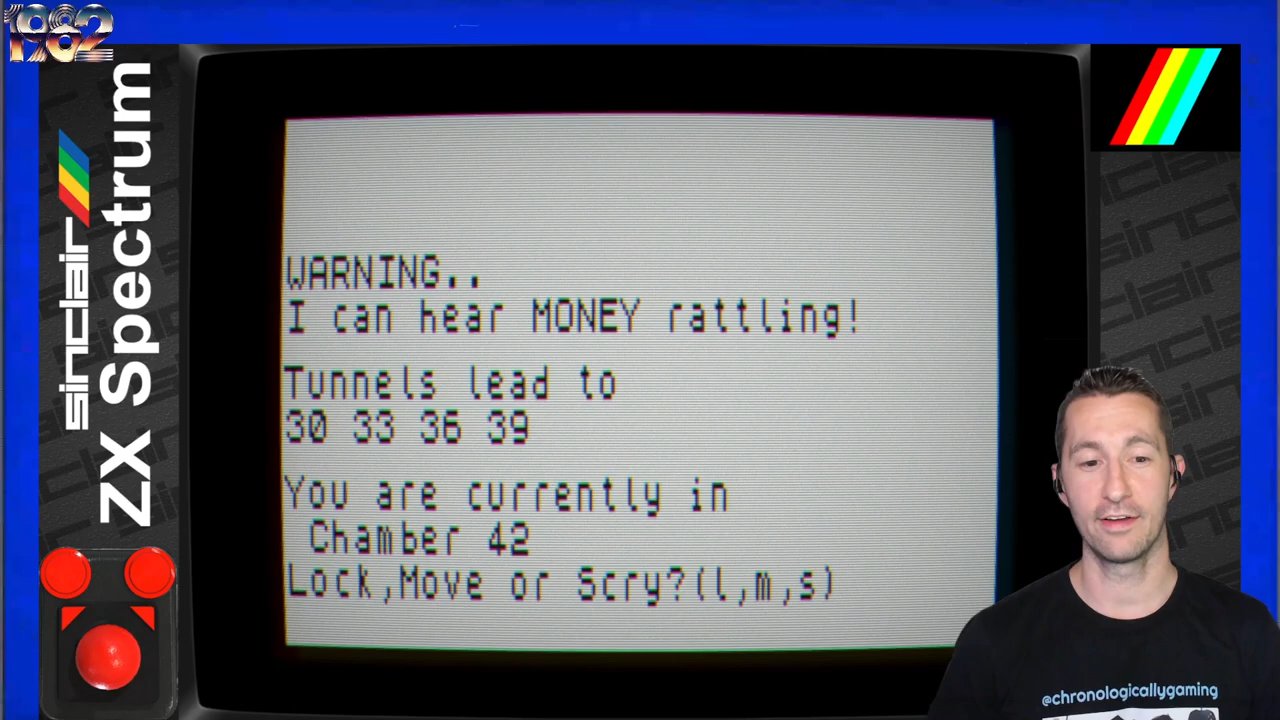 1982
sinclair
ZX Spectrum
WARNING..
I can hear MONEY rattling!
Tunnels lead to
30 33 36 39
You are currently in
Chamber 42
Lock,Move or Scry?(l,m,s)
@chronologicallygaming
sinclair